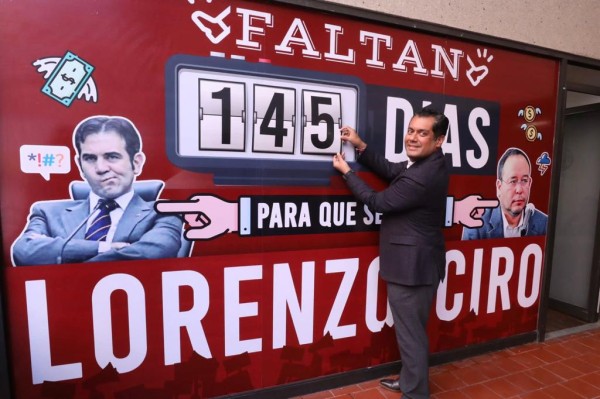 FALTAN
145 DÍAS
*!#
PARA QUE SE
LORENZO CIRO